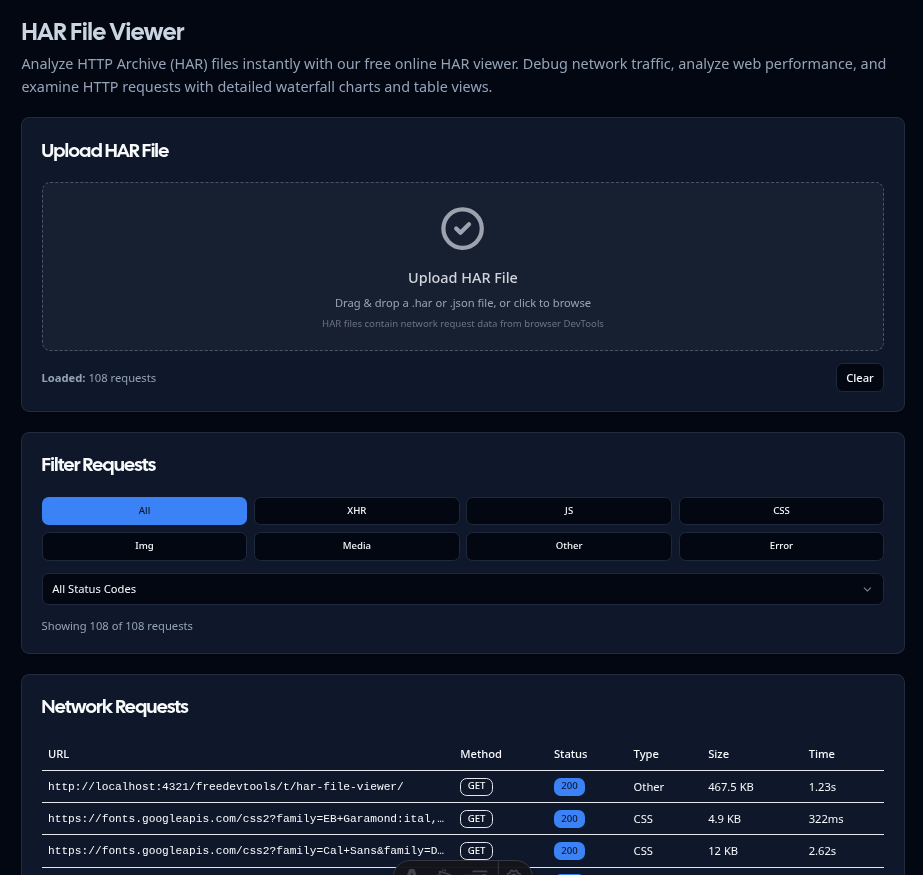 HAR File Viewer
Analyze HTTP Archive (HAR) files instantly with our free online HAR viewer. Debug network traffic, analyze web performance, and
examine HTTP requests with detailed waterfall charts and table views.
Upload HAR File
Upload HAR File
Drag & drop a .har or .json file, or click to browse
HAR files contain network request data from browser DevTools
Loaded: 108 requests Clear
Filter Requests
All XHR JS CSS
Img Media Other Error
All Status Codes
Showing 108 of 108 requests
Network Requests
URL Method Status Type Size Time
http://localhost:4321/freedevtools/t/har-file-viewer/ GET 200 Other 467.5 KB 1.23s
https://fonts.googleapis.com/css2?family=EB+Garamond:ital,… GET 200 CSS 4.9 KB 322ms
https://fonts.googleapis.com/css2?family=Cal+Sans&family=D… GET 200 CSS 12 KB 2.62s